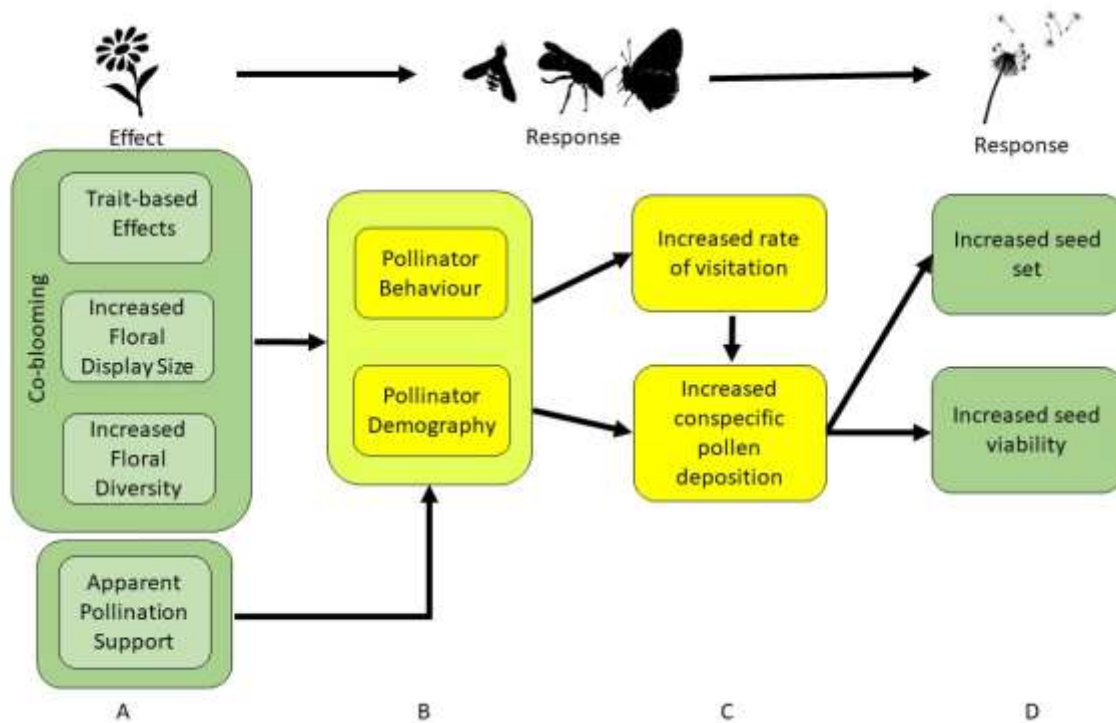 Effect
Response
Response
Co-blooming
Trait-based
Effects
Increased
Floral
Display Size
Increased
Floral
Diversity
Apparent
Pollination
Support
Pollinator
Behaviour
Pollinator
Demography
Increased rate
of visitation
Increased
conspecific
pollen
deposition
Increased seed
set
Increased seed
viability
A
B
C
D